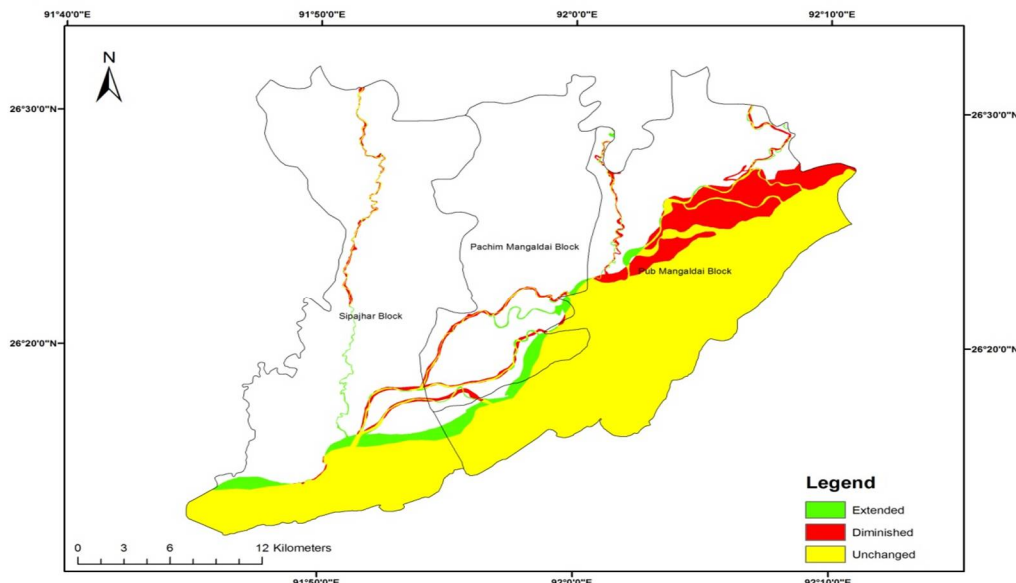 91°40'0"E 91°50'0"E 92°0'0"E 92°10'0"E
N
26°30'0"N 26°30'0"N
Pachim Mangaldai Block
Pub Mangaldai Block
Sipajhar Block
26°20'0"N 26°20'0"N
Legend
Extended
Diminished
Unchanged
0 3 6 12 Kilometers
91°50'0"E 92°0'0"E 92°10'0"E